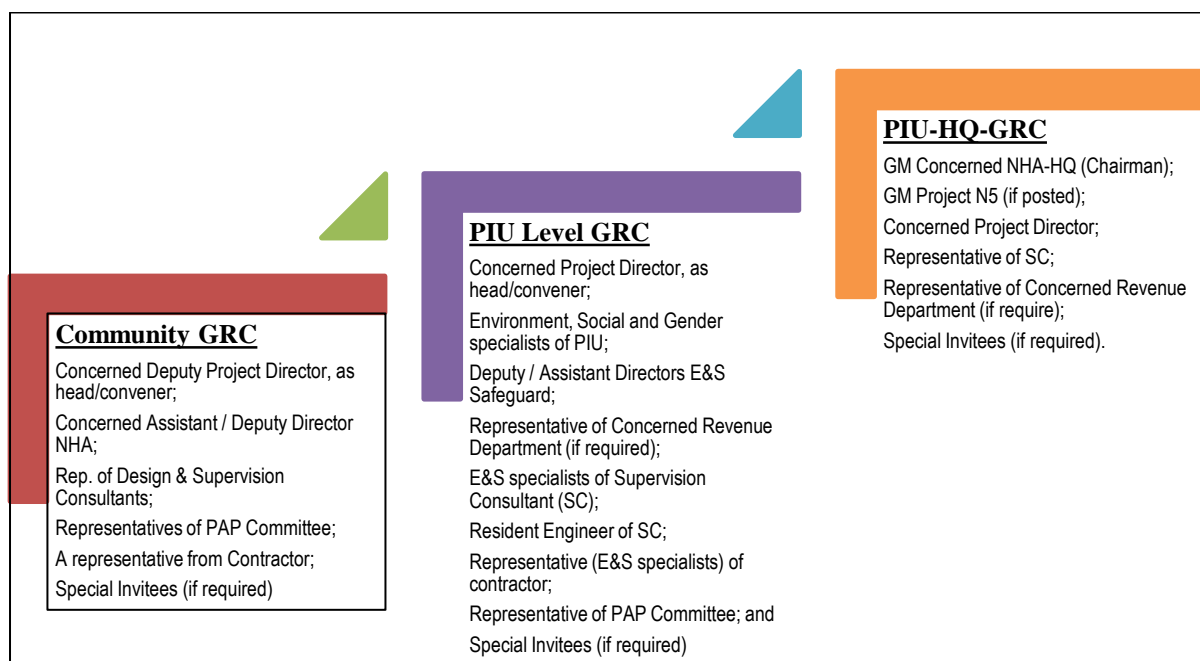 Community GRC
Concerned Deputy Project Director, as
head/convener;
Concerned Assistant / Deputy Director
NHA;
Rep. of Design & Supervision
Consultants;
Representatives of PAP Committee;
A representative from Contractor;
Special Invitees (if required)
PIU Level GRC
Concerned Project Director, as
head/convener;
Environment, Social and Gender
specialists of PIU;
Deputy / Assistant Directors E&S
Safeguard;
Representative of Concerned Revenue
Department (if required);
E&S specialists of Supervision
Consultant (SC);
Resident Engineer of SC;
Representative (E&S specialists) of
contractor;
Representative of PAP Committee; and
Special Invitees (if required)
PIU-HQ-GRC
GM Concerned NHA-HQ (Chairman);
GM Project N5 (if posted);
Concerned Project Director;
Representative of SC;
Representative of Concerned Revenue
Department (if require);
Special Invitees (if required).